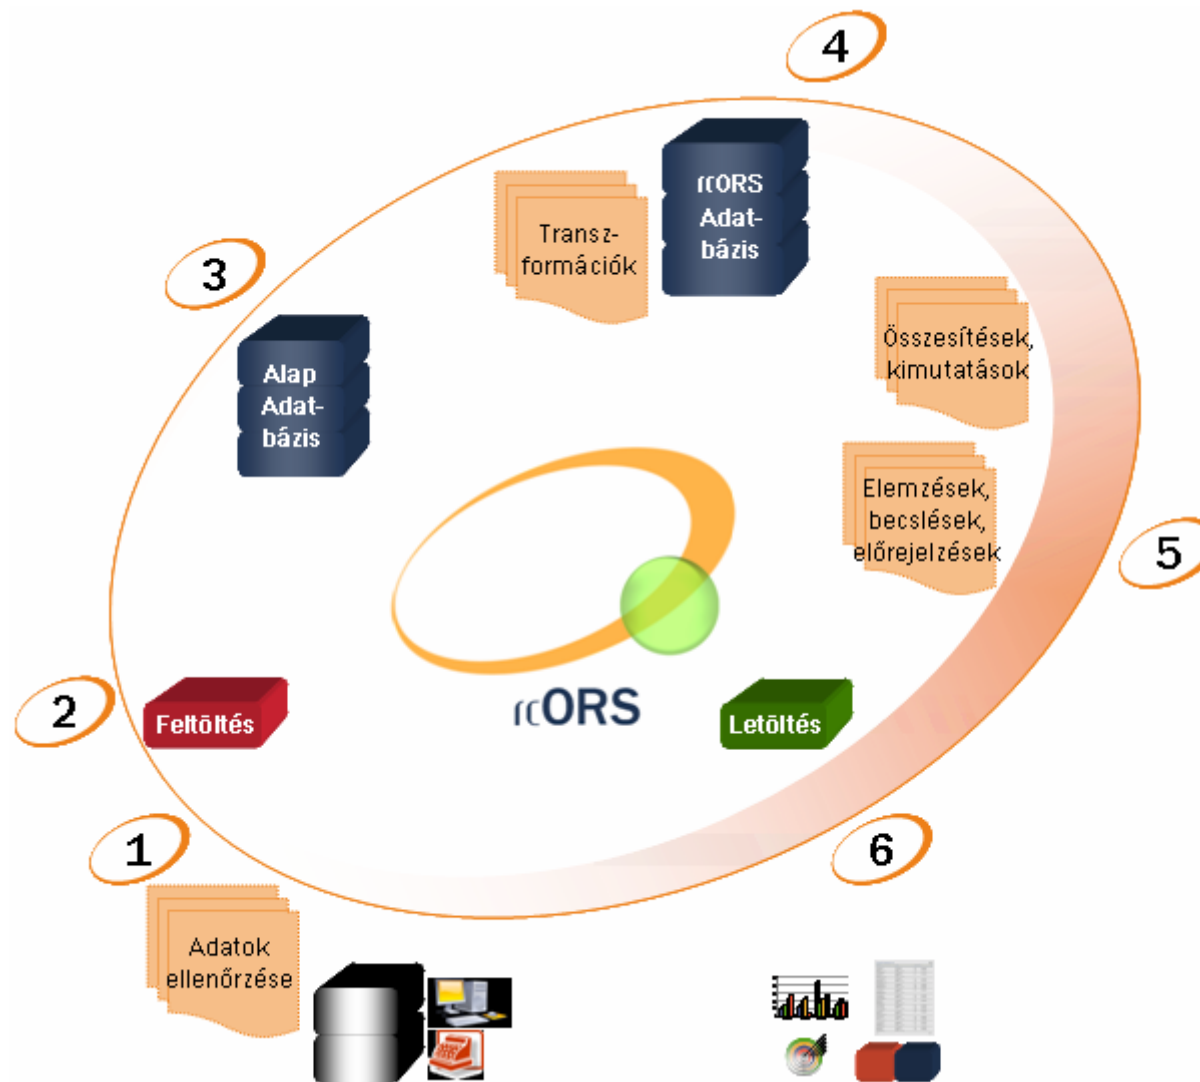 4
rcORS
Adat-
bázis
Transz-
formációk
3
Összesítések,
kimutatások
Alap
Adat-
bázis
Elemzések,
becslések,
előrejelzések
5
2
Feltöltés
rcORS
Letöltés
1
6
Adatok
ellenőrzése